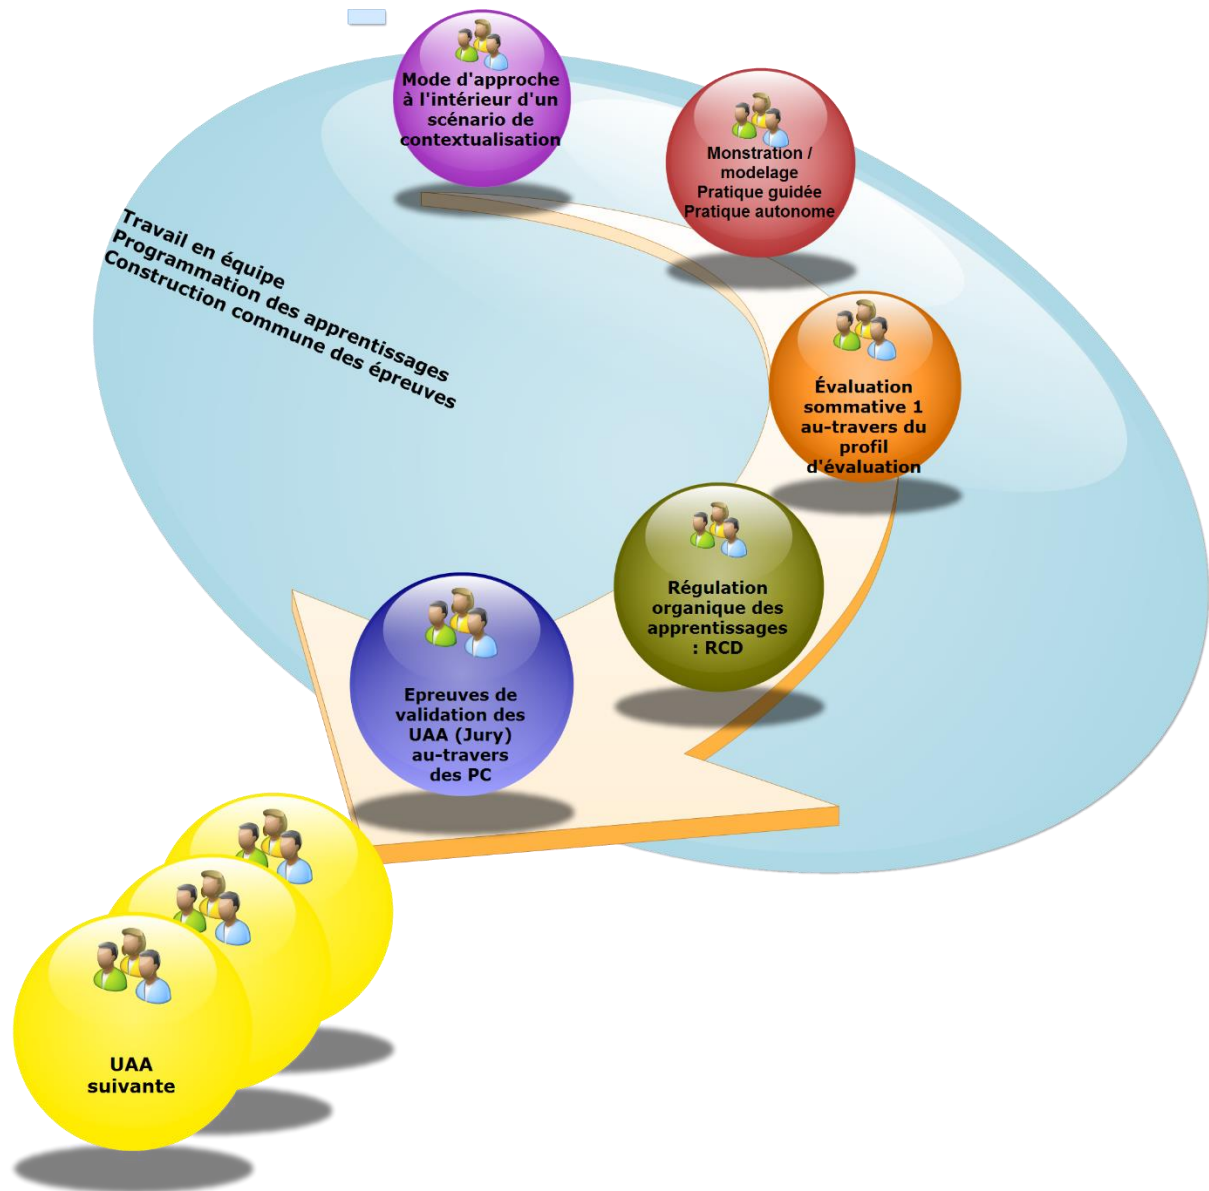 Mode d'approche
à l'intérieur d'un
scénario de
contextualisation
Monstration /
modelage
Pratique guidée
Pratique autonome
Travail en équipe
Programmation des apprentissages
Construction commune des épreuves
Évaluation
sommative 1
au-travers du
profil
d'évaluation
Régulation
organique des
apprentissages
: RCD
Epreuves de
validation des
UAA (Jury)
au-travers
des PC
UAA
suivante